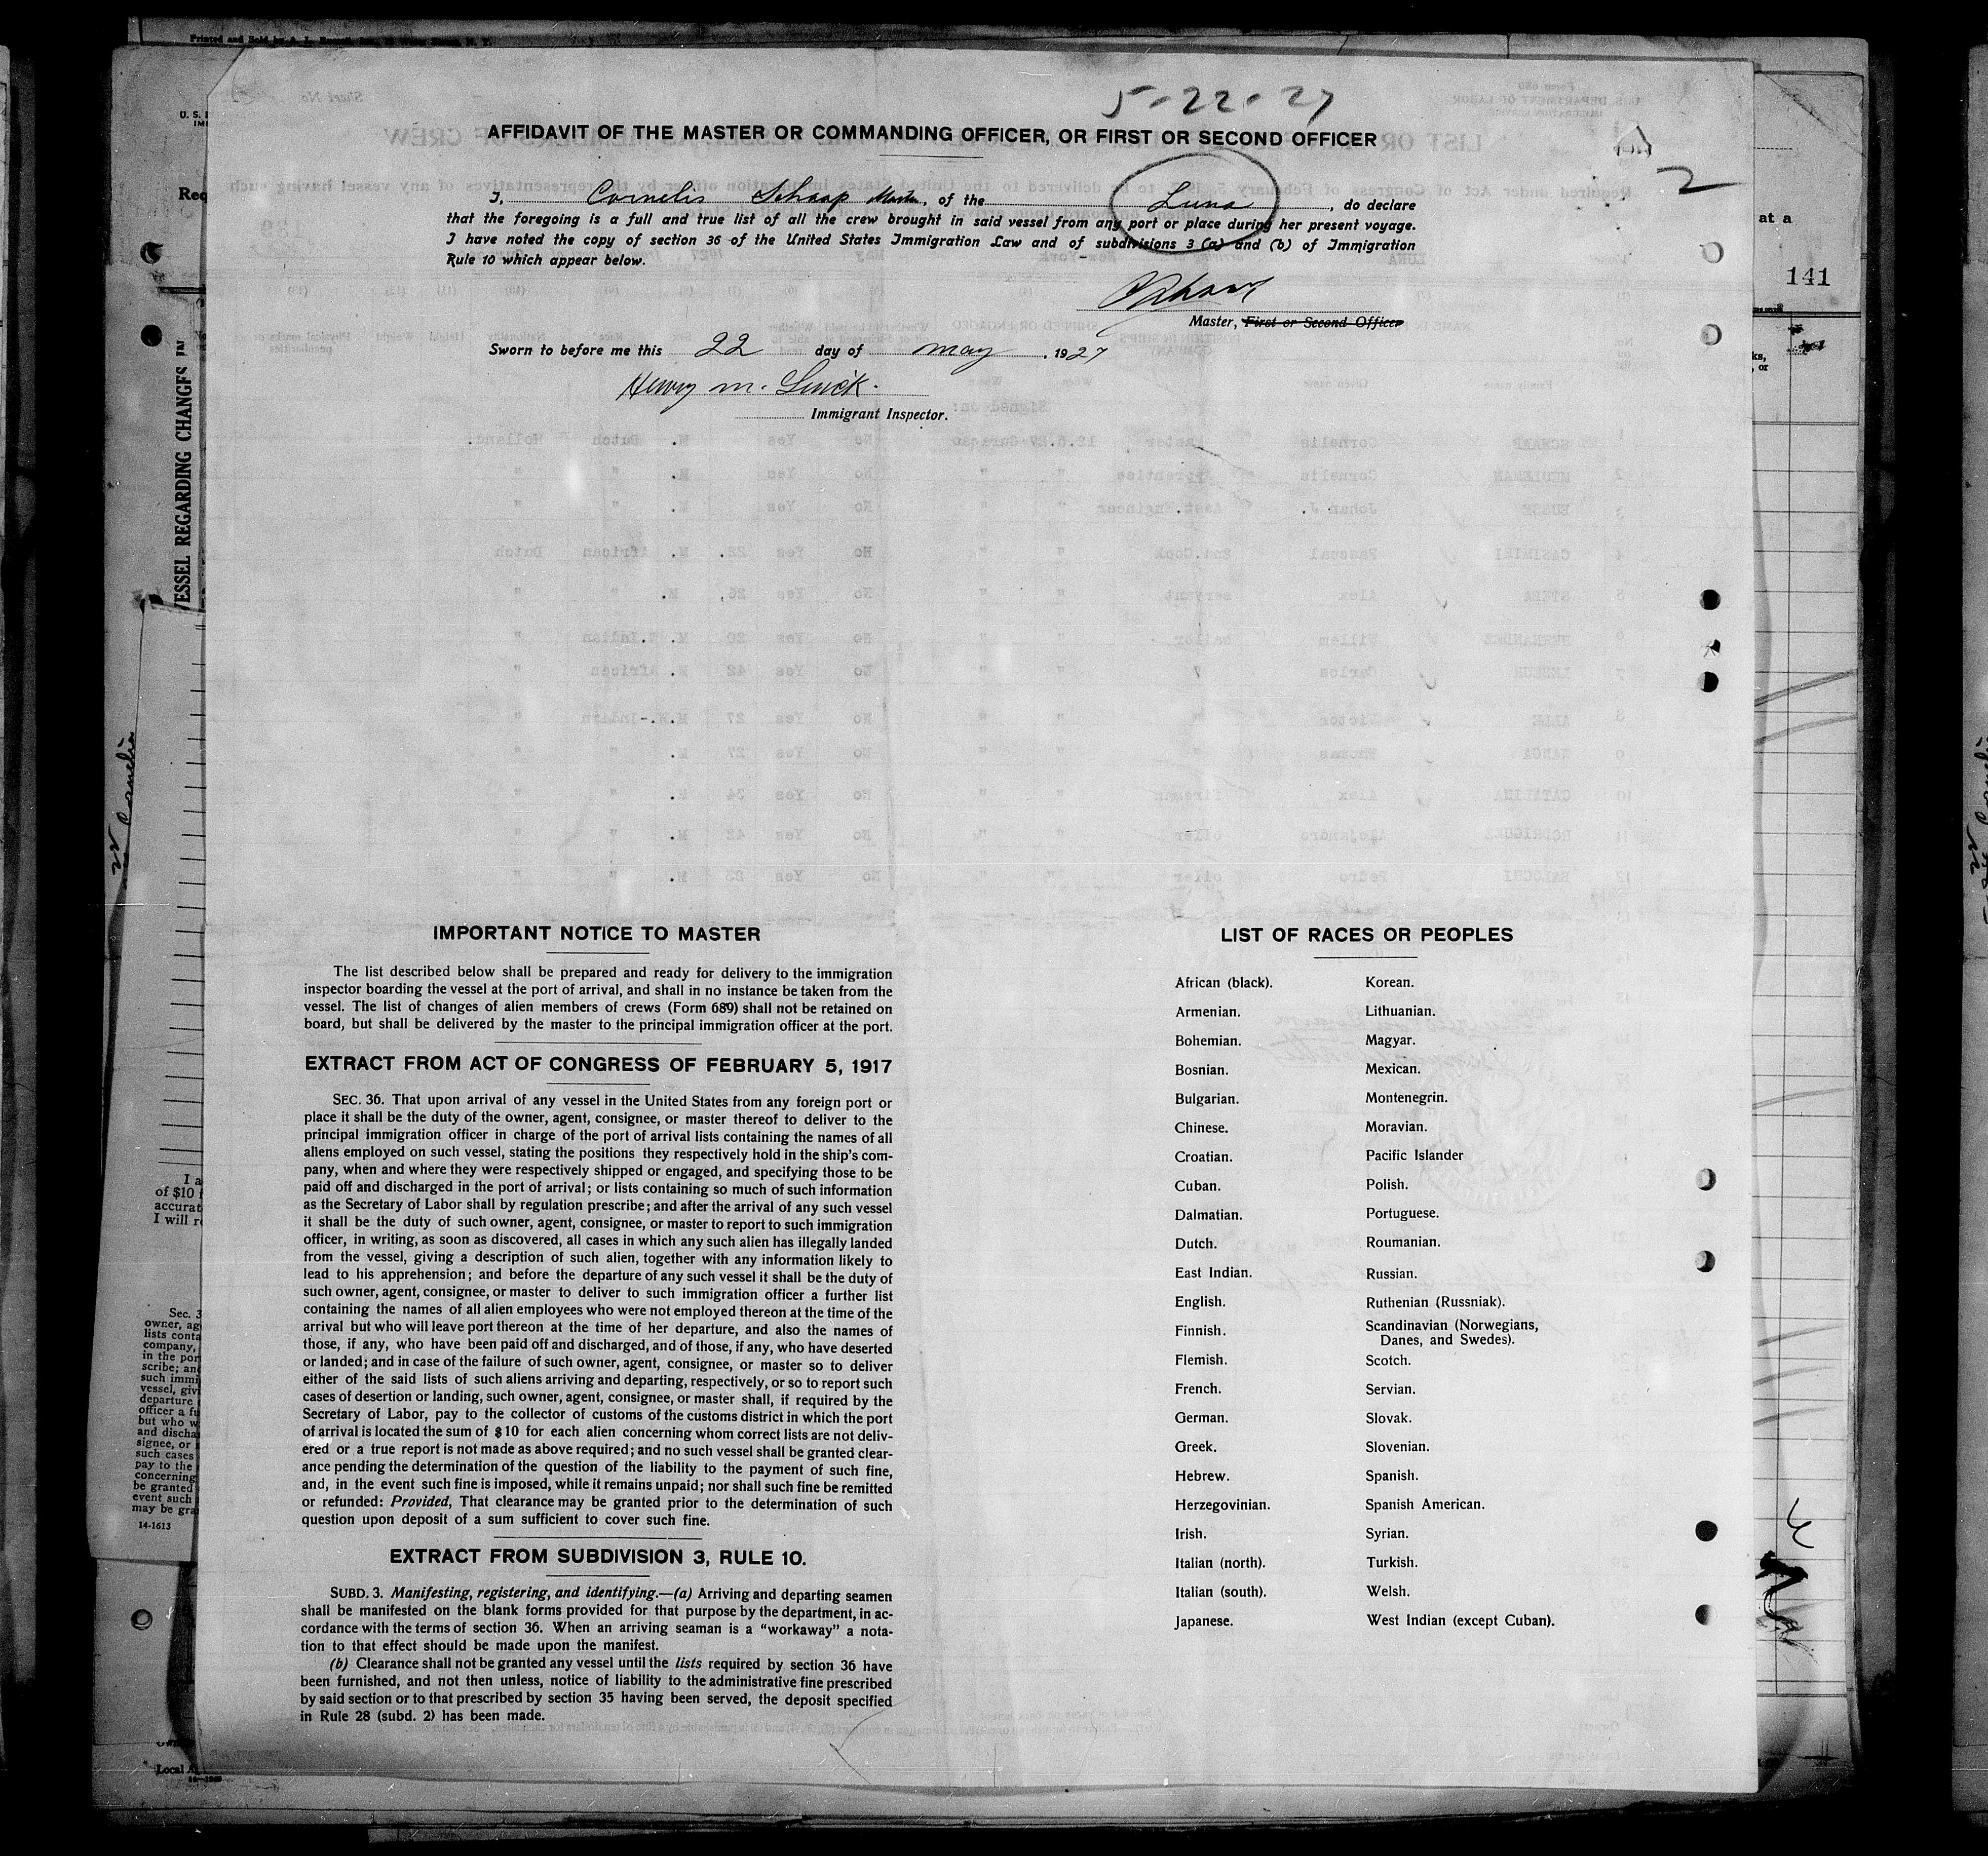 5-22-27
AFFIDAVIT OF THE MASTER OR COMMANDING OFFICER, OR FIRST OR SECOND OFFICER
2
I, Cornelis Schaap Master, of the Luna, do declare
that the foregoing is a full and true list of all the crew brought in said vessel from any port or place during her present voyage.
I have noted the copy of section 36 of the United States Immigration Law and of subdivisions 3 (a) and (b) of Immigration
Rule 10 which appear below.
Master, First or Second Officer
Sworn to before me this 22 day of may, 1927
Henry M.
Immigrant Inspector.
141
VESSEL REGARDING CHANGES IN
IMPORTANT NOTICE TO MASTER
The list described below shall be prepared and ready for delivery to the immigration
inspector boarding the vessel at the port of arrival, and shall in no instance be taken from the
vessel. The list of changes of alien members of crews (Form 689) shall not be retained on
board, but shall be delivered by the master to the principal immigration officer at the port.
EXTRACT FROM ACT OF CONGRESS OF FEBRUARY 5, 1917
SEC. 36. That upon arrival of any vessel in the United States from any foreign port or
place it shall be the duty of the owner, agent, consignee, or master thereof to deliver to the
principal immigration officer in charge of the port of arrival lists containing the names of all
aliens employed on such vessel, stating the positions they respectively hold in the ship's com-
pany, when and where they were respectively shipped or engaged, and specifying those to be
paid off and discharged in the port of arrival; or lists containing so much of such information
as the Secretary of Labor shall by regulation prescribe; and after the arrival of any such vessel
it shall be the duty of such owner, agent, consignee, or master to report to such immigration
officer, in writing, as soon as discovered, all cases in which any such alien has illegally landed
from the vessel, giving a description of such alien, together with any information likely to
lead to his apprehension; and before the departure of any such vessel it shall be the duty of
such owner, agent, consignee, or master to deliver to such immigration officer a further list
containing the names of all alien employees who were not employed thereon at the time of the
arrival but who will leave port thereon at the time of her departure, and also the names of
those, if any, who have been paid off and discharged, and of those, if any, who have deserted
or landed; and in case of the failure of such owner, agent, consignee, or master so to deliver
either of the said lists of such aliens arriving and departing, respectively, or so to report such
cases of desertion or landing, such owner, agent, consignee, or master shall, if required by the
Secretary of Labor, pay to the collector of customs of the customs district in which the port
of arrival is located the sum of $10 for each alien concerning whom correct lists are not deliv-
ered or a true report is not made as above required; and no such vessel shall be granted clear-
ance pending the determination of the question of the liability to the payment of such fine,
and, in the event such fine is imposed, while it remains unpaid; nor shall such fine be remitted
or refunded: Provided, That clearance may be granted prior to the determination of such
question upon deposit of a sum sufficient to cover such fine.
EXTRACT FROM SUBDIVISION 3, RULE 10.
SUBD. 3. Manifesting, registering, and identifying.—(a) Arriving and departing seamen
shall be manifested on the blank forms provided for that purpose by the department, in ac-
cordance with the terms of section 36. When an arriving seaman is a "workaway" a nota-
tion to that effect should be made upon the manifest.
(b) Clearance shall not be granted any vessel until the lists required by section 36 have
been furnished, and not then unless, notice of liability to the administrative fine prescribed
by said section or to that prescribed by section 35 having been served, the deposit specified
in Rule 28 (subd. 2) has been made.
LIST OF RACES OR PEOPLES
African (black).
Armenian.
Bohemian.
Bosnian.
Bulgarian.
Chinese.
Croatian.
Cuban.
Dalmatian.
Dutch.
East Indian.
English.
Finnish.
Flemish.
French.
German.
Greek.
Hebrew.
Herzegovinian.
Irish.
Italian (north).
Italian (south).
Japanese.
Korean.
Lithuanian.
Magyar.
Mexican.
Montenegrin.
Moravian.
Pacific Islander
Polish.
Portuguese.
Roumanian.
Russian.
Ruthenian (Russniak).
Scandinavian (Norwegians,
Danes, and Swedes).
Scotch.
Servian.
Slovak.
Slovenian.
Spanish.
Spanish American.
Syrian.
Turkish.
Welsh.
West Indian (except Cuban).